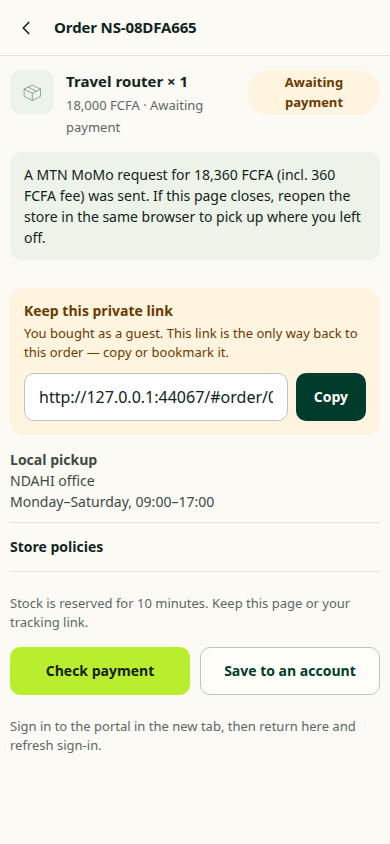 Order NS-08DFA665
Travel router × 1
18,000 FCFA · Awaiting
payment
Awaiting
payment
A MTN MoMo request for 18,360 FCFA (incl. 360
FCFA fee) was sent. If this page closes, reopen the
store in the same browser to pick up where you left
off.
Keep this private link
You bought as a guest. This link is the only way back to
this order — copy or bookmark it.
http://127.0.0.1:44067/#order/
Copy
Local pickup
NDAHI office
Monday–Saturday, 09:00–17:00
Store policies
Stock is reserved for 10 minutes. Keep this page or your
tracking link.
Check payment
Save to an account
Sign in to the portal in the new tab, then return here and
refresh sign-in.